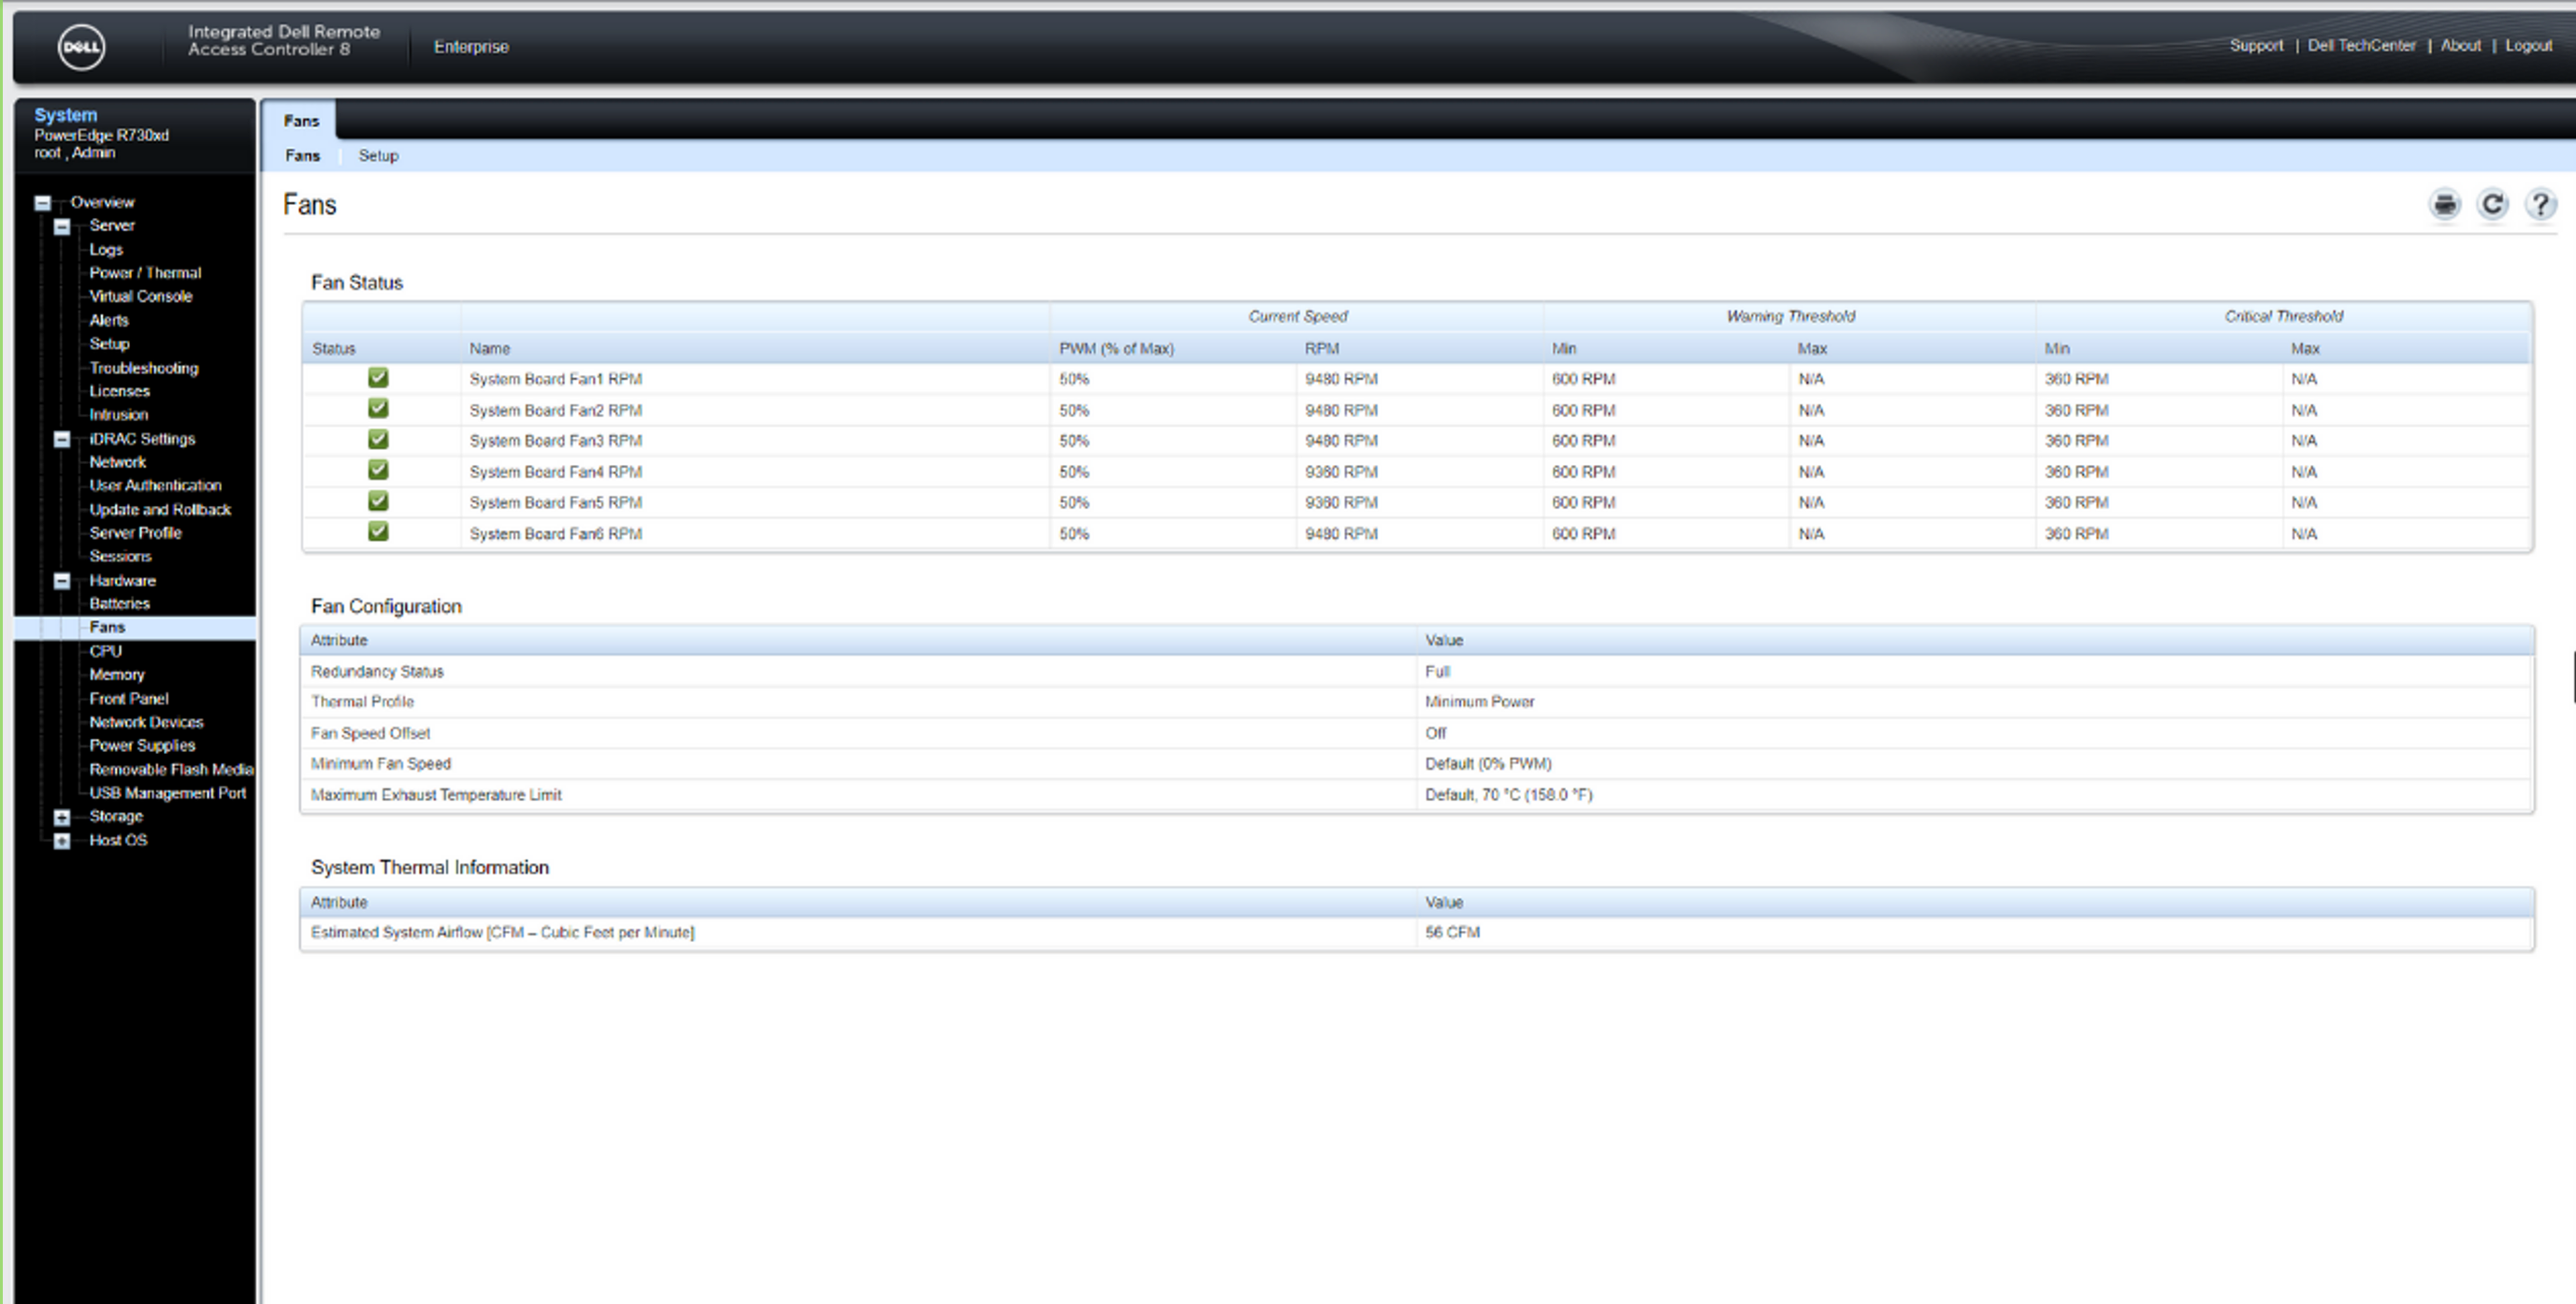 DELL
Integrated Dell Remote
Access Controller 8
Enterprise
Support | Dell TechCenter | About | Logout
System
PowerEdge R730xd
root , Admin
Overview
Server
Logs
Power / Thermal
Virtual Console
Alerts
Setup
Troubleshooting
Licenses
Intrusion
iDRAC Settings
Network
User Authentication
Update and Rollback
Server Profile
Sessions
Hardware
Batteries
Fans
CPU
Memory
Front Panel
Network Devices
Power Supplies
Removable Flash Media
USB Management Port
Storage
Host OS
Fans
Fans Setup
Fans
Fan Status
Current Speed Warning Threshold Critical Threshold
Status Name PWM (% of Max) RPM Min Max Min Max
System Board Fan1 RPM 50% 9480 RPM 600 RPM N/A 360 RPM N/A
System Board Fan2 RPM 50% 9480 RPM 600 RPM N/A 360 RPM N/A
System Board Fan3 RPM 50% 9480 RPM 600 RPM N/A 360 RPM N/A
System Board Fan4 RPM 50% 9360 RPM 600 RPM N/A 360 RPM N/A
System Board Fan5 RPM 50% 9360 RPM 600 RPM N/A 360 RPM N/A
System Board Fan6 RPM 50% 9480 RPM 600 RPM N/A 360 RPM N/A
Fan Configuration
Attribute Value
Redundancy Status Full
Thermal Profile Minimum Power
Fan Speed Offset Off
Minimum Fan Speed Default (0% PWM)
Maximum Exhaust Temperature Limit Default, 70 °C (158.0 °F)
System Thermal Information
Attribute Value
Estimated System Airflow [CFM – Cubic Feet per Minute] 56 CFM